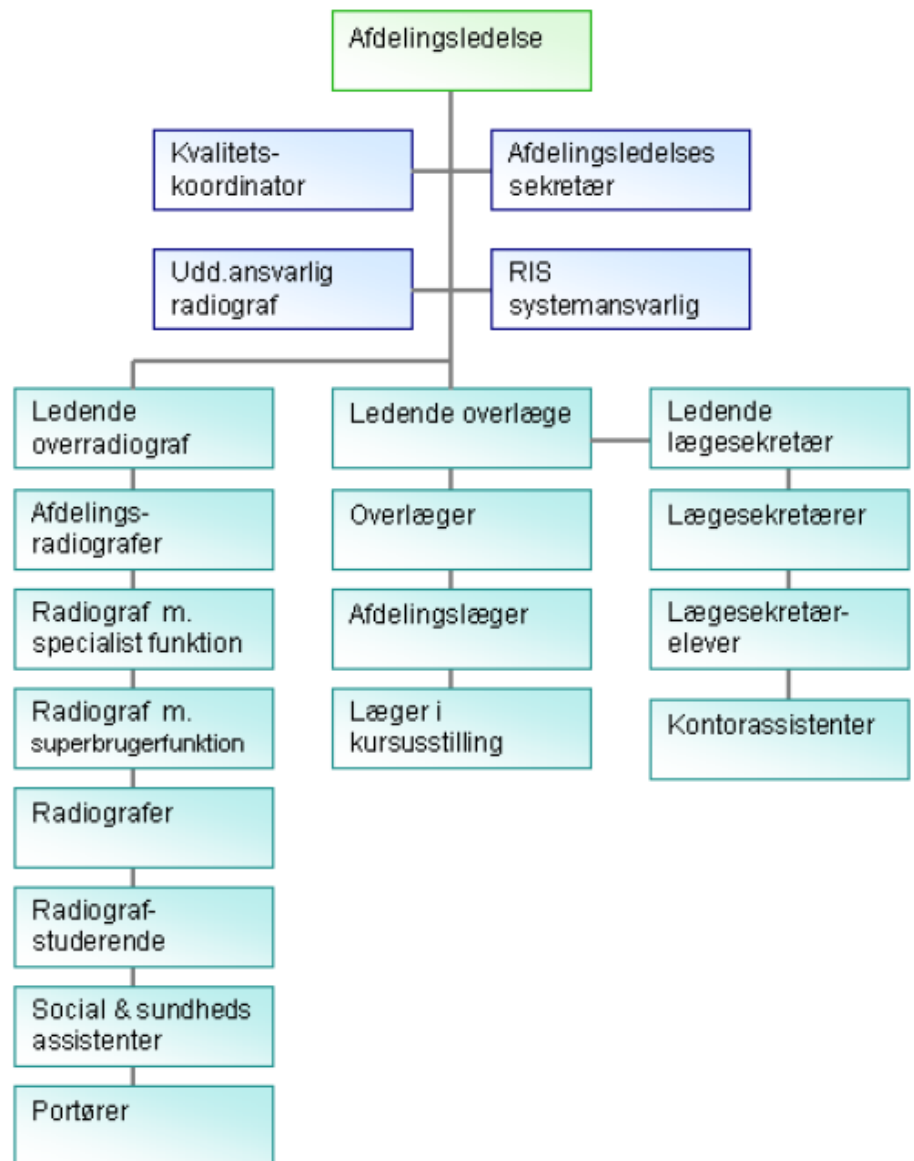 Afdelingsledelse
Kvalitets-
koordinator
Afdelingsledelses
sekretær
Udd.ansvarlig
radiograf
RIS
systemansvarlig
Ledende
overradiograf
Afdelings-
radiografer
Radiograf m.
specialist funktion
Radiograf m.
superbrugerfunktion
Radiografer
Radiograf-
studerende
Social & sundheds
assistenter
Portører
Ledende overlæge
Overlæger
Afdelingslæger
Læger i
kursusstilling
Ledende
lægesekretær
Lægesekretærer
Lægesekretær-
elever
Kontorassistenter